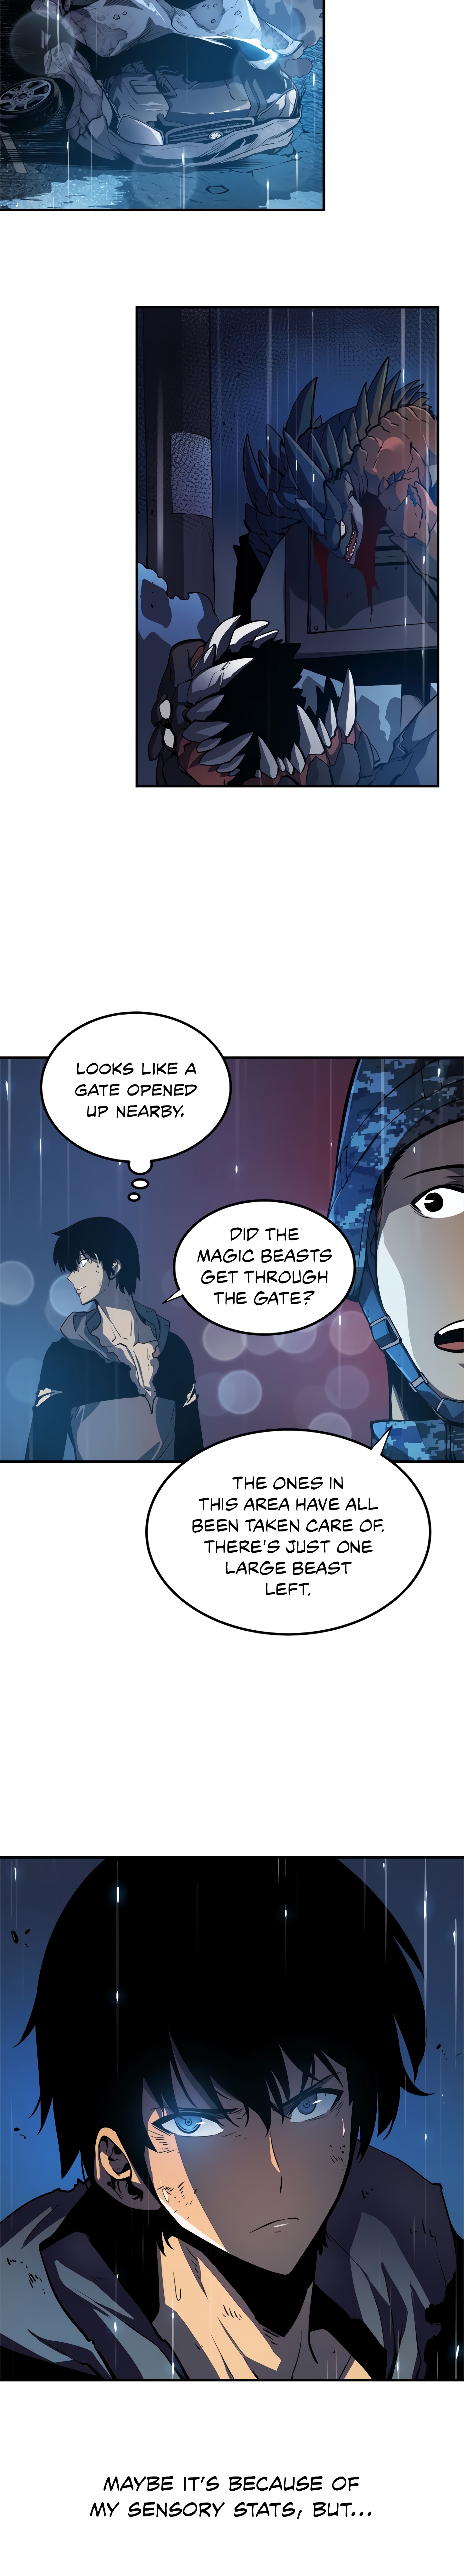 LOOKS LIKE A
GATE OPENED
UP NEARBY.
DID THE
MAGIC BEASTS
GET THROUGH
THE GATE?
THE ONES IN
THIS AREA HAVE ALL
BEEN TAKEN CARE OF.
THERE'S JUST ONE
LARGE BEAST
LEFT.
MAYBE IT'S BECAUSE OF
MY SENSORY STATS, BUT...